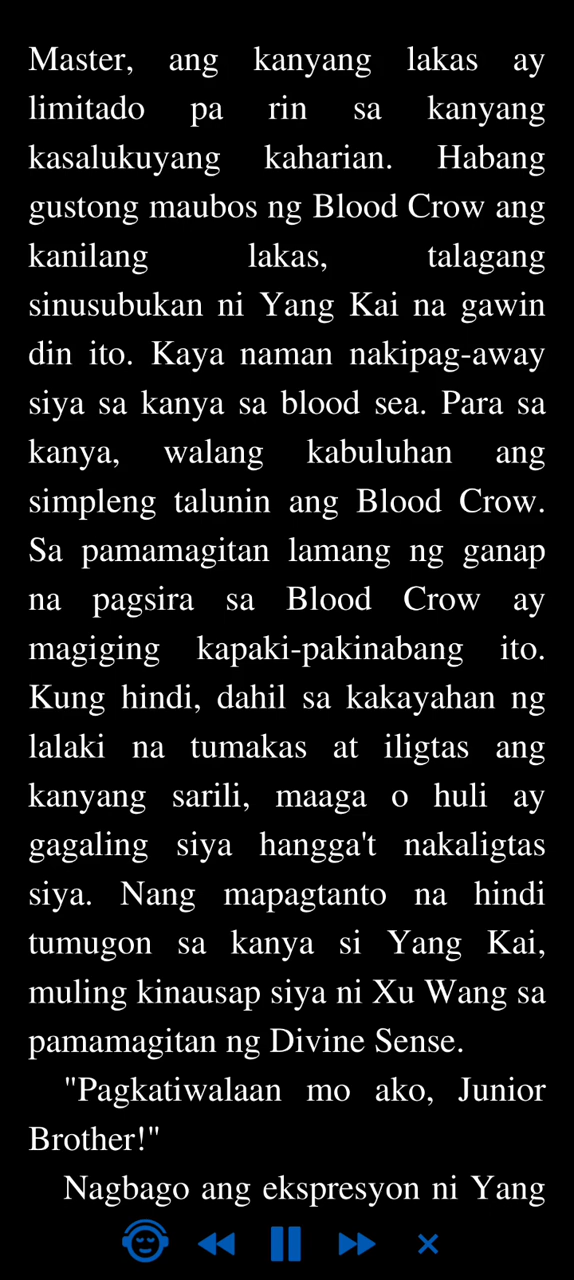 Master, ang kanyang lakas ay
limitado pa rin sa kanyang
kasalukuyang kaharian. Habang
gustong maubos ng Blood Crow ang
kanilang lakas, talagang
sinusubukan ni Yang Kai na gawin
din ito. Kaya naman nakipag-away
siya sa kanya sa blood sea. Para sa
kanya, walang kabuluhan ang
simpleng talunin ang Blood Crow.
Sa pamamagitan lamang ng ganap
na pagsira sa Blood Crow ay
magiging kapaki-pakinabang ito.
Kung hindi, dahil sa kakayahan ng
lalaki na tumakas at iligtas ang
kanyang sarili, maaga o huli ay
gagaling siya hangga't nakaligtas
siya. Nang mapagtanto na hindi
tumugon sa kanya si Yang Kai,
muling kinausap siya ni Xu Wang sa
pamamagitan ng Divine Sense.
"Pagkatiwalaan mo ako, Junior
Brother!"
Nagbago ang ekspresyon ni Yang